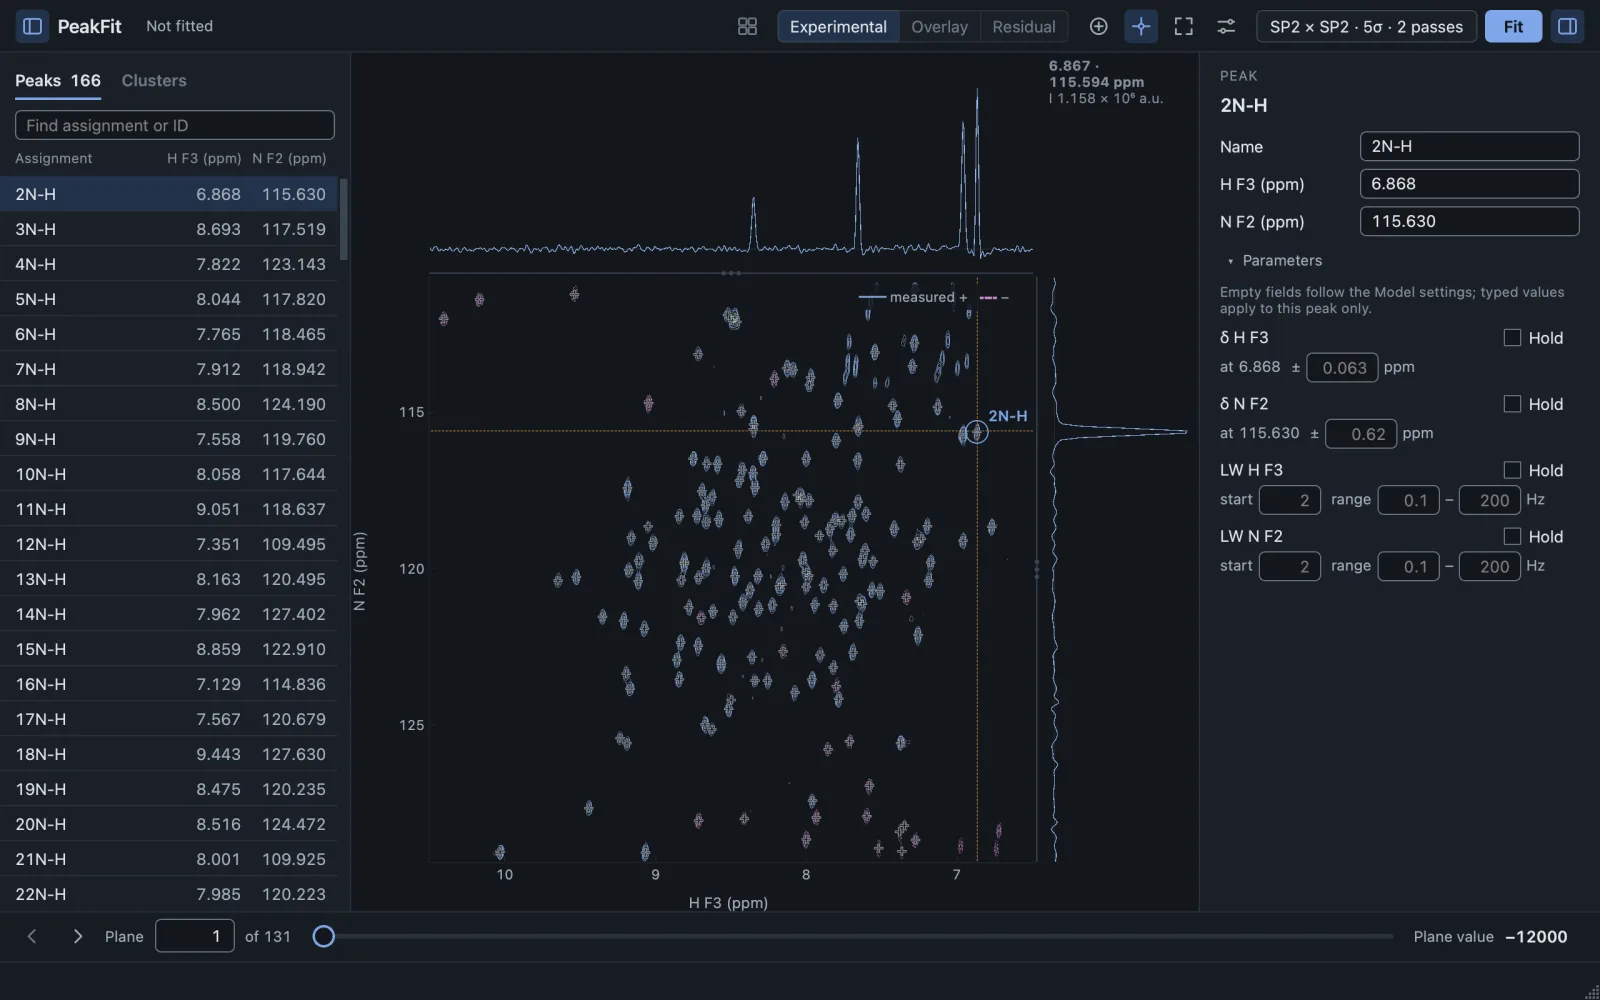 PeakFit
Not fitted
Experimental
Overlay
Residual
SP2 × SP2 · 5σ · 2 passes
Fit
Peaks 166
Clusters
Find assignment or ID
Assignment H F3 (ppm) N F2 (ppm)
2N-H 6.868 115.630
3N-H 8.693 117.519
4N-H 7.822 123.143
5N-H 8.044 117.820
6N-H 7.765 118.465
7N-H 7.912 118.942
8N-H 8.500 124.190
9N-H 7.558 119.760
10N-H 8.058 117.644
11N-H 9.051 118.637
12N-H 7.351 109.495
13N-H 8.163 120.495
14N-H 7.962 127.402
15N-H 8.859 122.910
16N-H 7.129 114.836
17N-H 7.567 120.679
18N-H 9.443 127.630
19N-H 8.475 120.235
20N-H 8.516 124.472
21N-H 8.001 109.925
22N-H 7.985 120.223
6.867 ·
115.594 ppm
I 1.158 × 10⁶ a.u.
measured + −
2N-H
115
120
125
N F2 (ppm)
10 9 8 7
H F3 (ppm)
PEAK
2N-H
Name 2N-H
H F3 (ppm) 6.868
N F2 (ppm) 115.630
▾ Parameters
Empty fields follow the Model settings; typed values
apply to this peak only.
δ H F3 Hold
at 6.868 ± 0.063 ppm
δ N F2 Hold
at 115.630 ± 0.62 ppm
LW H F3 Hold
start 2 range 0.1 – 200 Hz
LW N F2 Hold
start 2 range 0.1 – 200 Hz
Plane 1 of 131
Plane value −12000